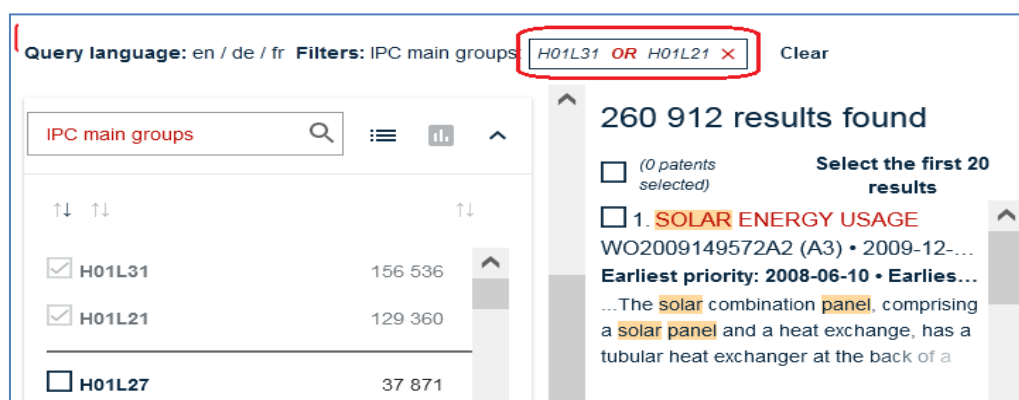 Query language: en / de / fr Filters: IPC main groups: H01L31 OR H01L21 × Clear
IPC main groups
H01L31 156 536
H01L21 129 360
H01L27 37 871
260 912 results found
(0 patents selected)
Select the first 20
results
1. SOLAR ENERGY USAGE
WO2009149572A2 (A3) • 2009-12-...
Earliest priority: 2008-06-10 • Earlies...
...The solar combination panel, comprising
a solar panel and a heat exchange, has a
tubular heat exchanger at the back of a